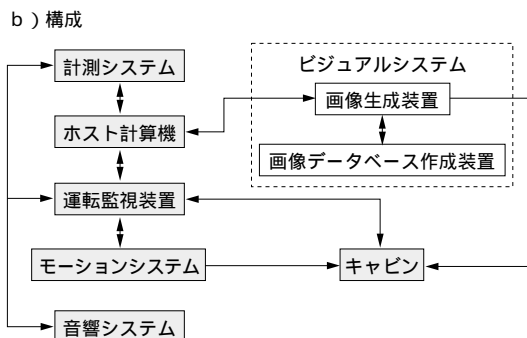 b）構成
計測システム
ビジュアルシステム
画像生成装置
ホスト計算機
画像データベース作成装置
運転監視装置
モーションシステム
キャビン
音響システム